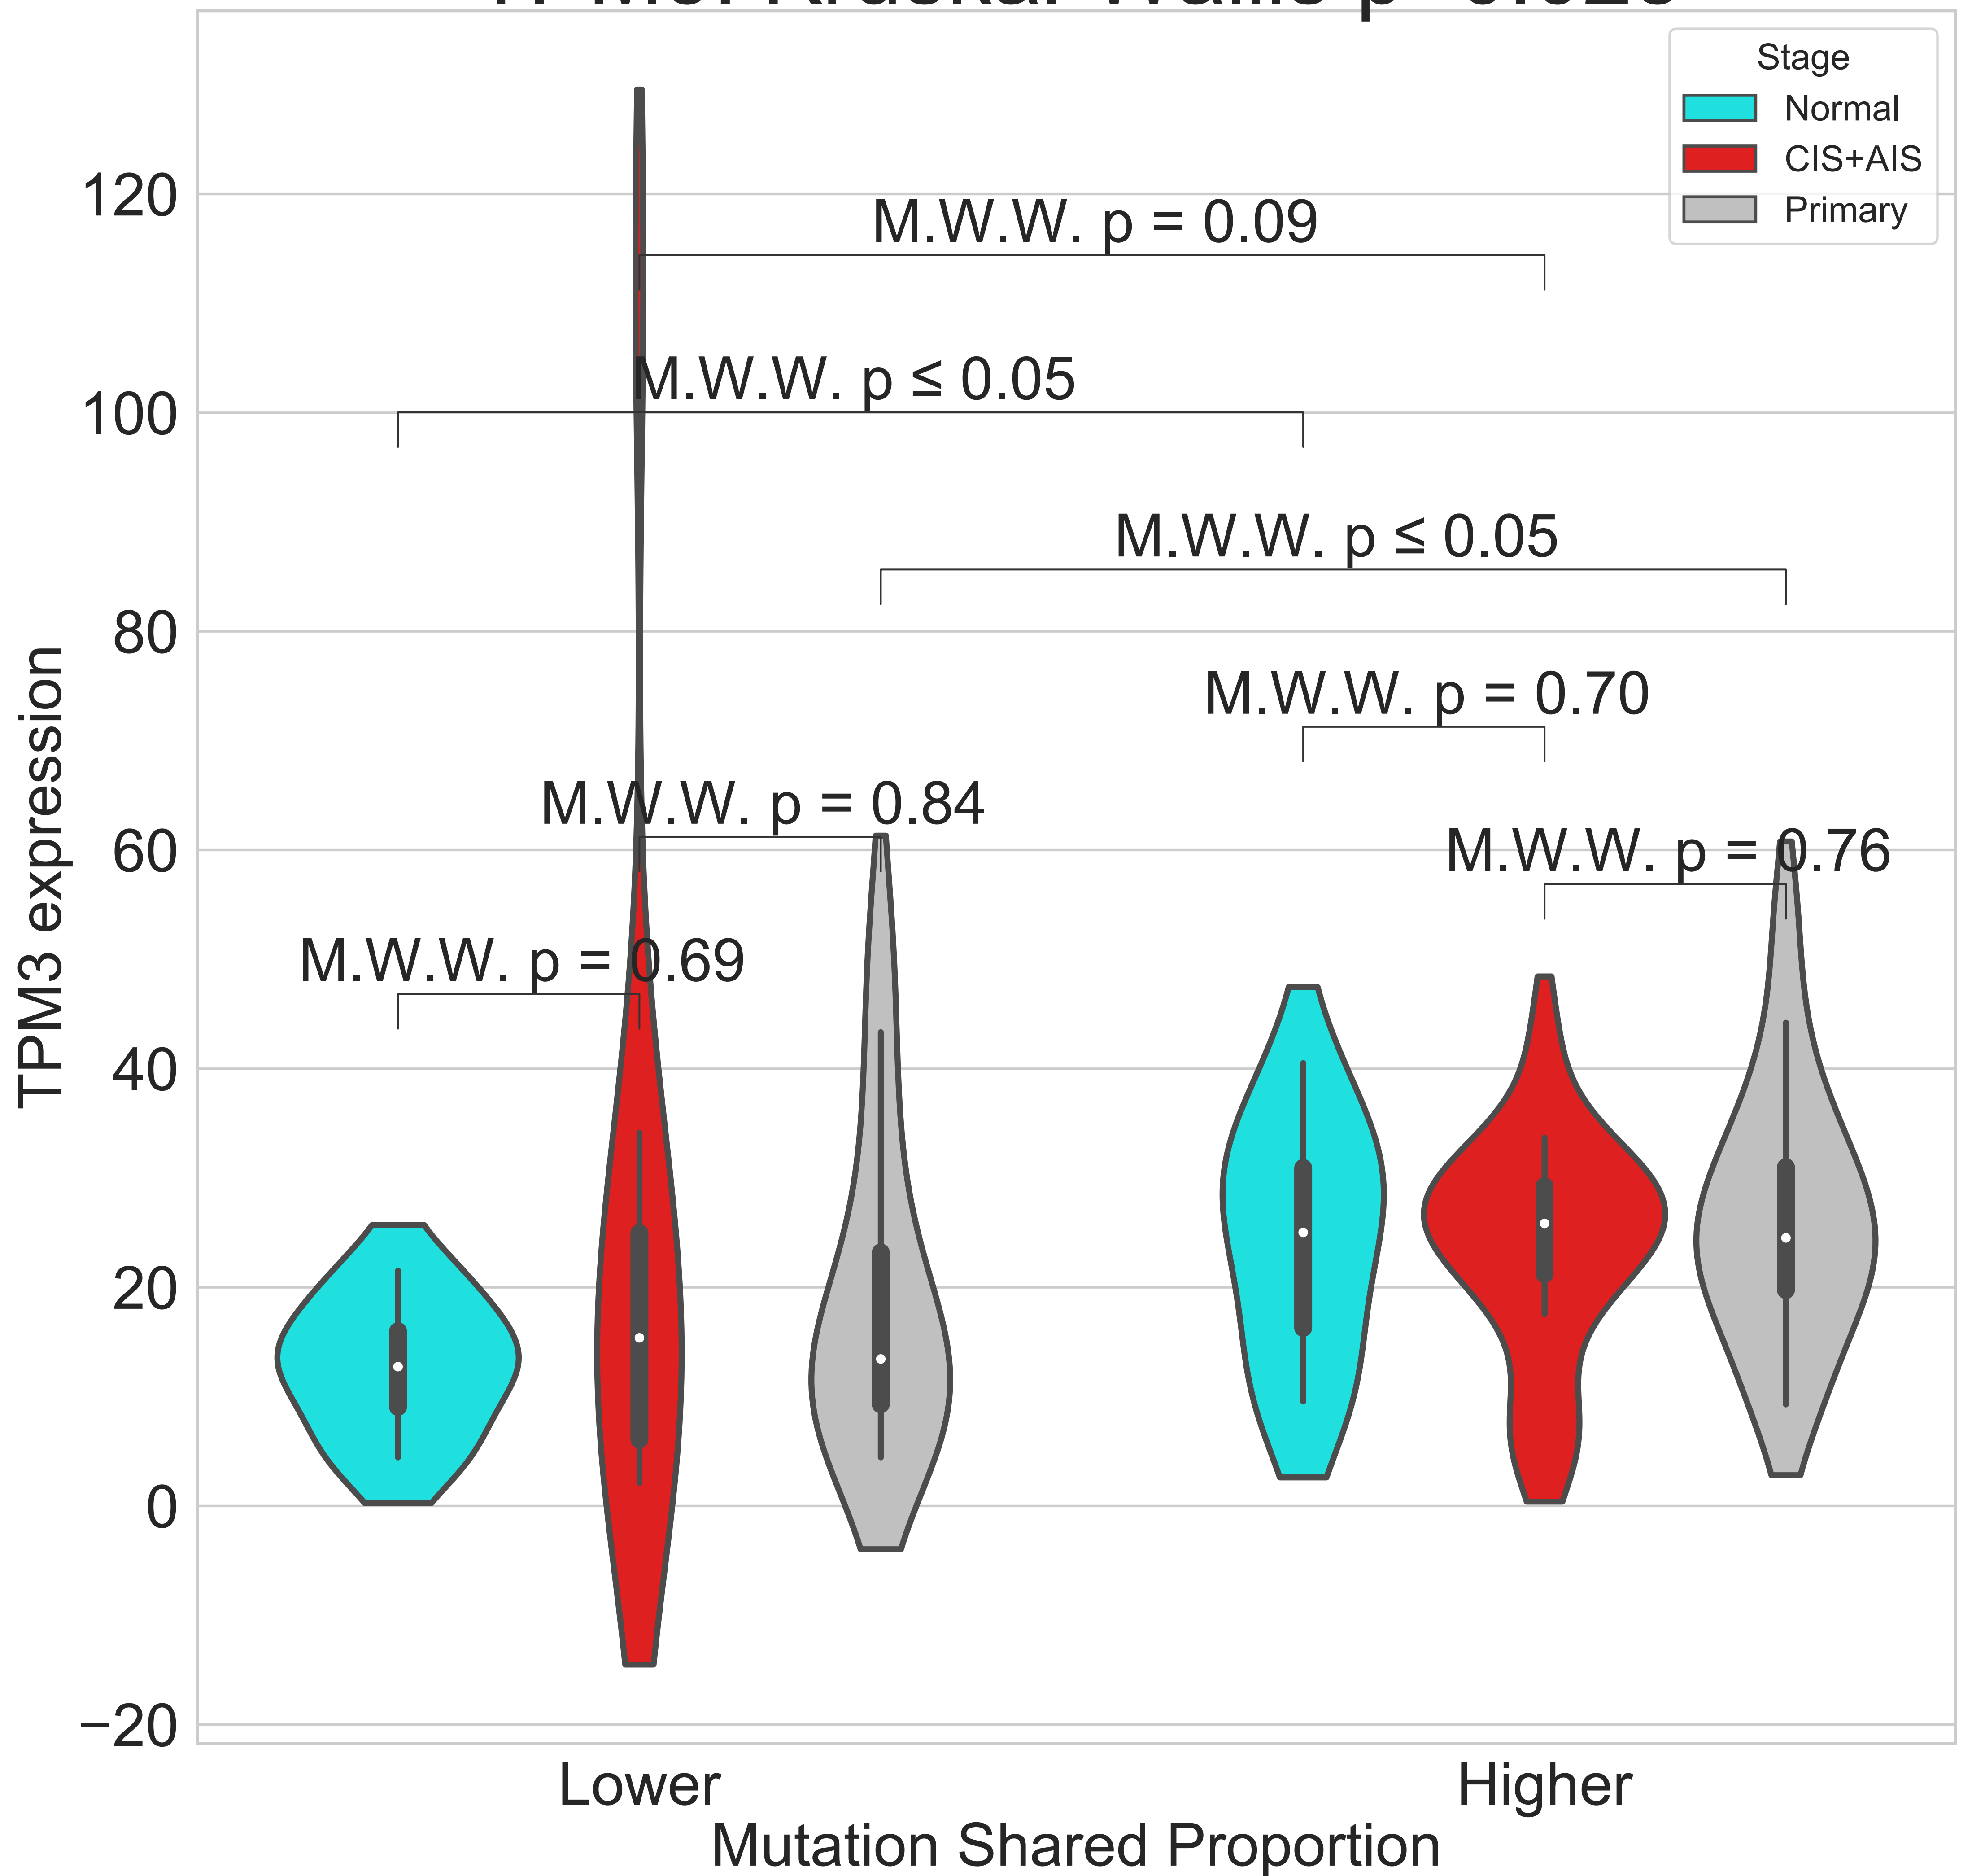 Stage
Normal
CIS+AIS
Primary
120
100
80
60
40
20
0
−20
TPM3 expression
M.W.W. p = 0.09
M.W.W. p ≤ 0.05
M.W.W. p ≤ 0.05
M.W.W. p = 0.70
M.W.W. p = 0.84
M.W.W. p = 0.76
M.W.W. p = 0.69
Lower
Higher
Mutation Shared Proportion